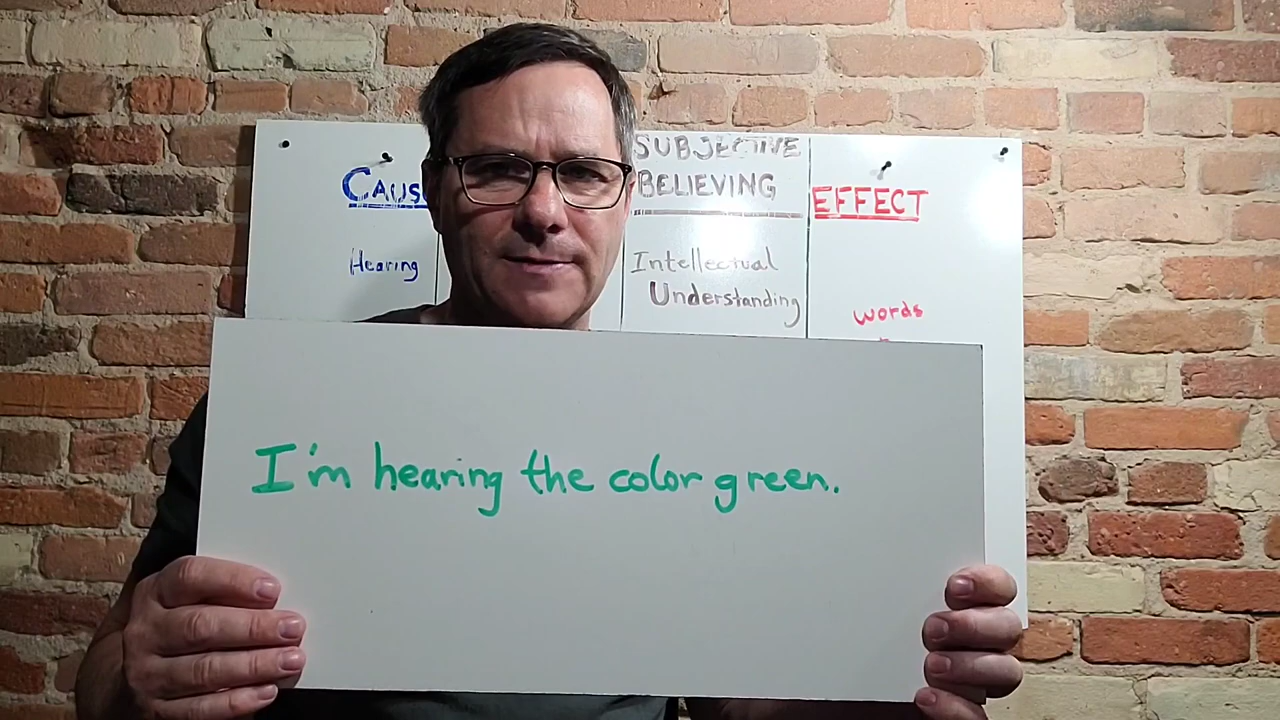 SUBJECTIVE
BELIEVING
EFFECT
Hearing
Intellectual
Understanding
words
I'm hearing the color green.